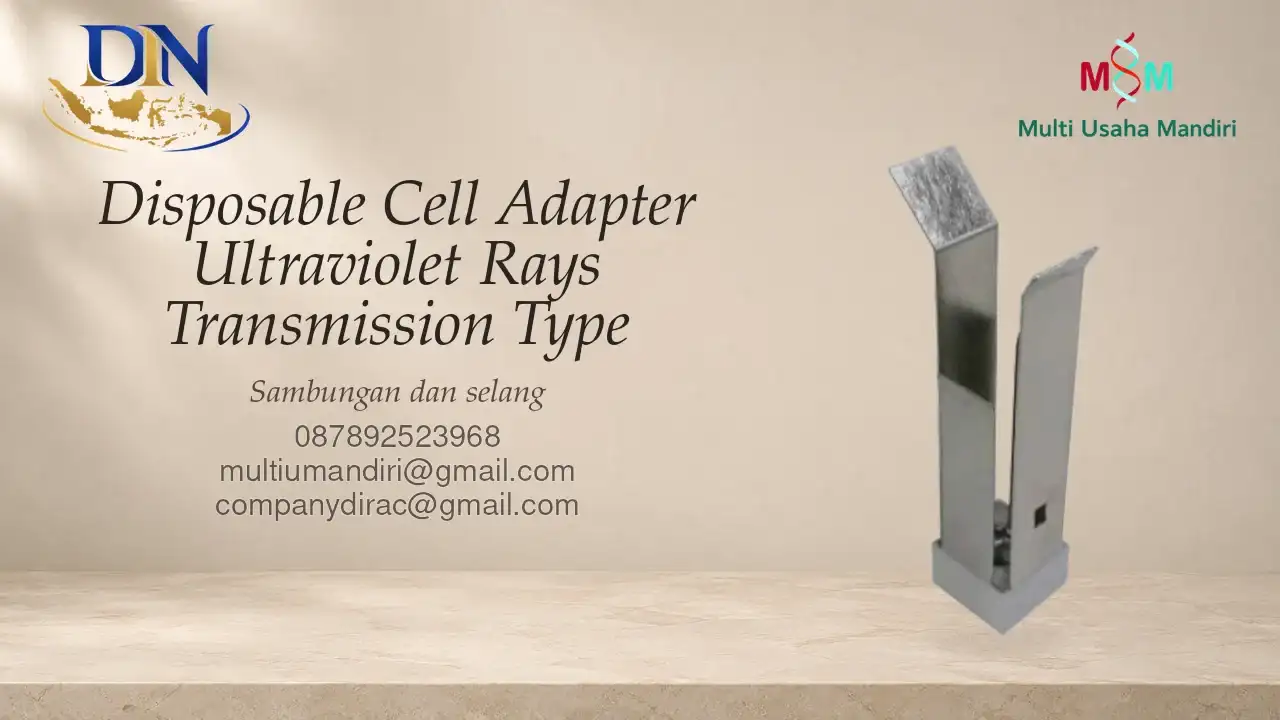 DIN
MSM
Multi Usaha Mandiri
Disposable Cell Adapter
Ultraviolet Rays
Transmission Type
Sambungan dan selang
087892523968
multiumandiri@gmail.com
companydirac@gmail.com